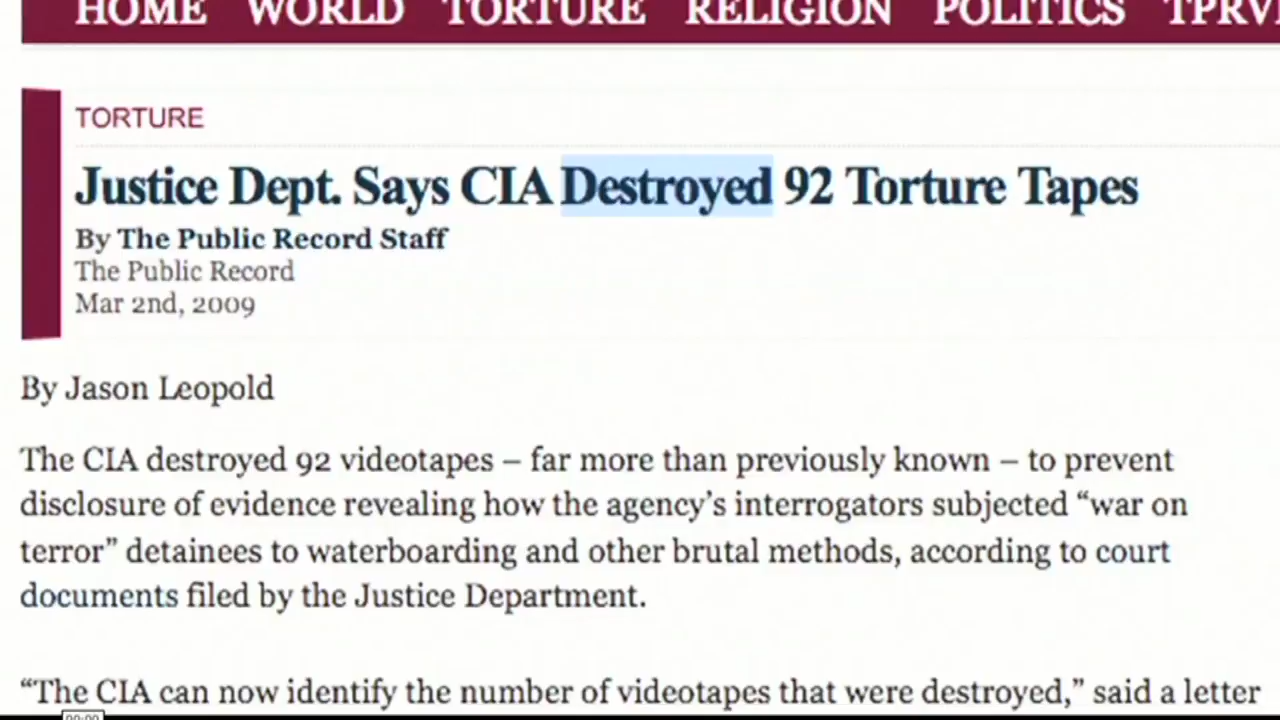 HOME WORLD TORTURE RELIGION POLITICS
TORTURE
Justice Dept. Says CIA Destroyed 92 Torture Tapes
By The Public Record Staff
The Public Record
Mar 2nd, 2009
By Jason Leopold
The CIA destroyed 92 videotapes – far more than previously known – to prevent
disclosure of evidence revealing how the agency’s interrogators subjected “war on
terror” detainees to waterboarding and other brutal methods, according to court
documents filed by the Justice Department.
“The CIA can now identify the number of videotapes that were destroyed,” said a letter
00:00